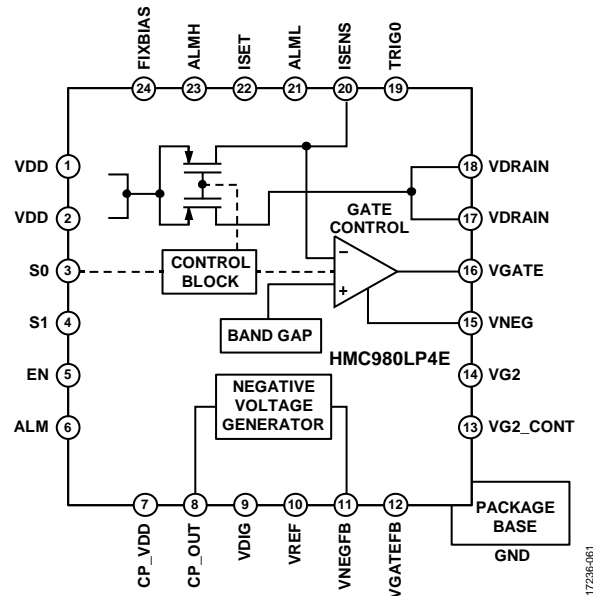 FIXBIAS
ALMH
ISET
ALML
ISENS
TRIG0
24
23
22
21
20
19
VDD 1
18 VDRAIN
VDD 2
17 VDRAIN
GATE
CONTROL
S0 3
CONTROL
BLOCK
−
+
16 VGATE
S1 4
BAND GAP
15 VNEG
HMC980LP4E
EN 5
14 VG2
NEGATIVE
VOLTAGE
GENERATOR
ALM 6
13 VG2_CONT
7
8
9
10
11
12
CP_VDD
CP_OUT
VDIG
VREF
VNEGFB
VGATEFB
PACKAGE
BASE
GND
17236-061